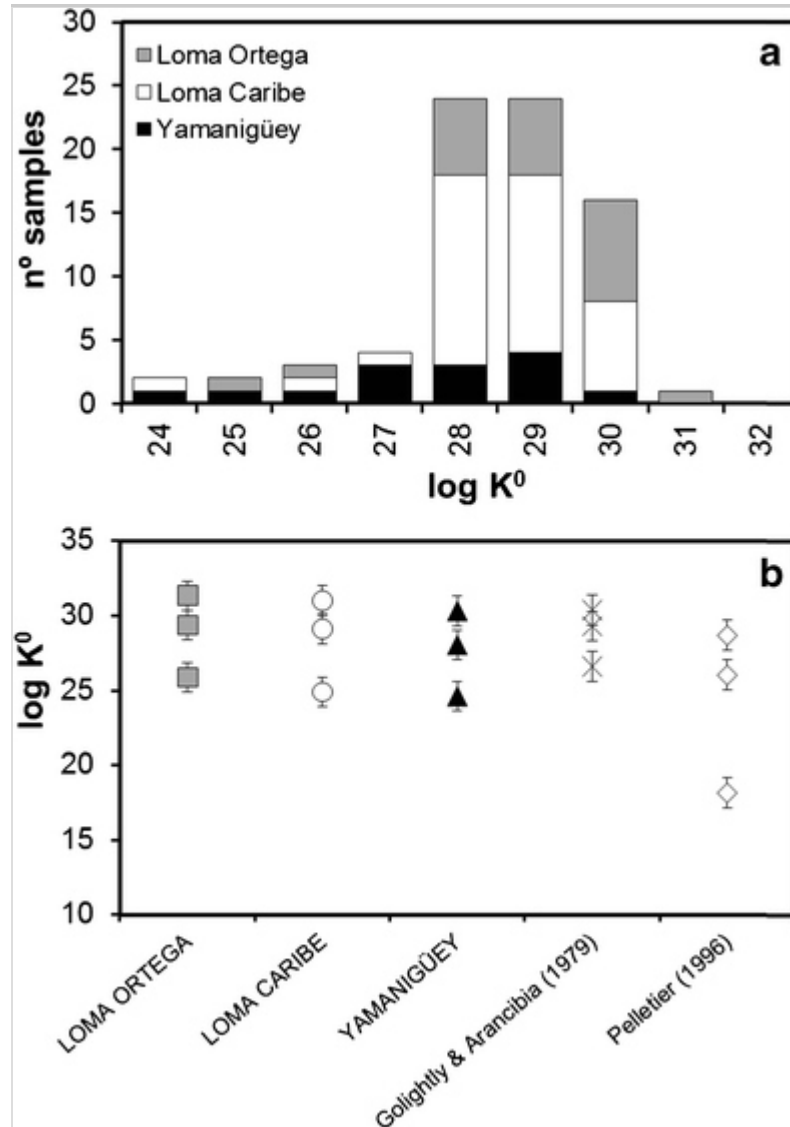 30
25
20
15
10
5
0
nº samples
Loma Ortega
Loma Caribe
Yamanigüey
a
24 25 26 27 28 29 30 31 32
log K⁰
35
30
25
20
15
10
log K⁰
b
LOMA ORTEGA
LOMA CARIBE
YAMANIGÜEY
Golightly & Arancibia (1979)
Pelletier (1996)